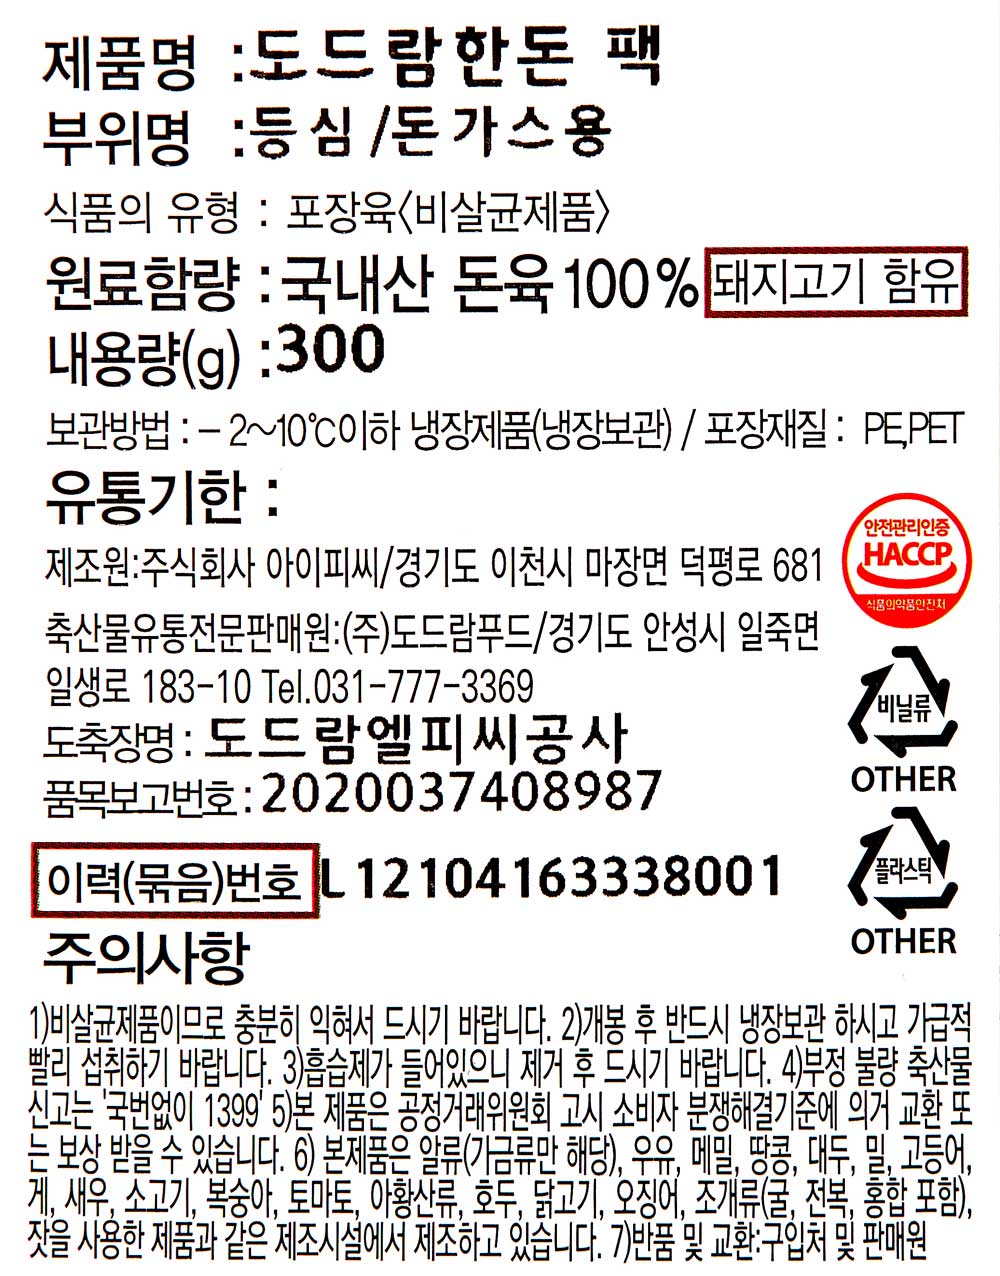 제품명 :도드람한돈 팩
부위명 :등심/돈가스용
식품의 유형 : 포장육〈비살균제품〉
원료함량 : 국내산 돈육 100% 돼지고기 함유
내용량(g) :300
보관방법 : – 2~10℃이하 냉장제품(냉장보관) / 포장재질 : PE,PET
유통기한 :
안전관리인증
HACCP
식품의약품안전처
제조원:주식회사 아이피씨/경기도 이천시 마장면 덕평로 681
축산물유통전문판매원:(주)도드람푸드/경기도 안성시 일죽면
일생로 183-10 Tel.031-777-3369
비닐류
OTHER
도축장명 : 도드람엘피씨공사
품목보고번호 : 2020037408987
이력(묶음)번호 L12104163338001
플라스틱
OTHER
주의사항
1)비살균제품이므로 충분히 익혀서 드시기 바랍니다. 2)개봉 후 반드시 냉장보관 하시고 가급적
빨리 섭취하기 바랍니다. 3)흡습제가 들어있으니 제거 후 드시기 바랍니다. 4)부정 불량 축산물
신고는 '국번없이 1399' 5)본 제품은 공정거래위원회 고시 소비자 분쟁해결기준에 의거 교환 또
는 보상 받을 수 있습니다. 6) 본제품은 알류(가금류만 해당), 우유, 메밀, 땅콩, 대두, 밀, 고등어,
게, 새우, 소고기, 복숭아, 토마토, 아황산류, 호두, 닭고기, 오징어, 조개류(굴, 전복, 홍합 포함),
잣을 사용한 제품과 같은 제조시설에서 제조하고 있습니다. 7)반품 및 교환:구입처 및 판매원